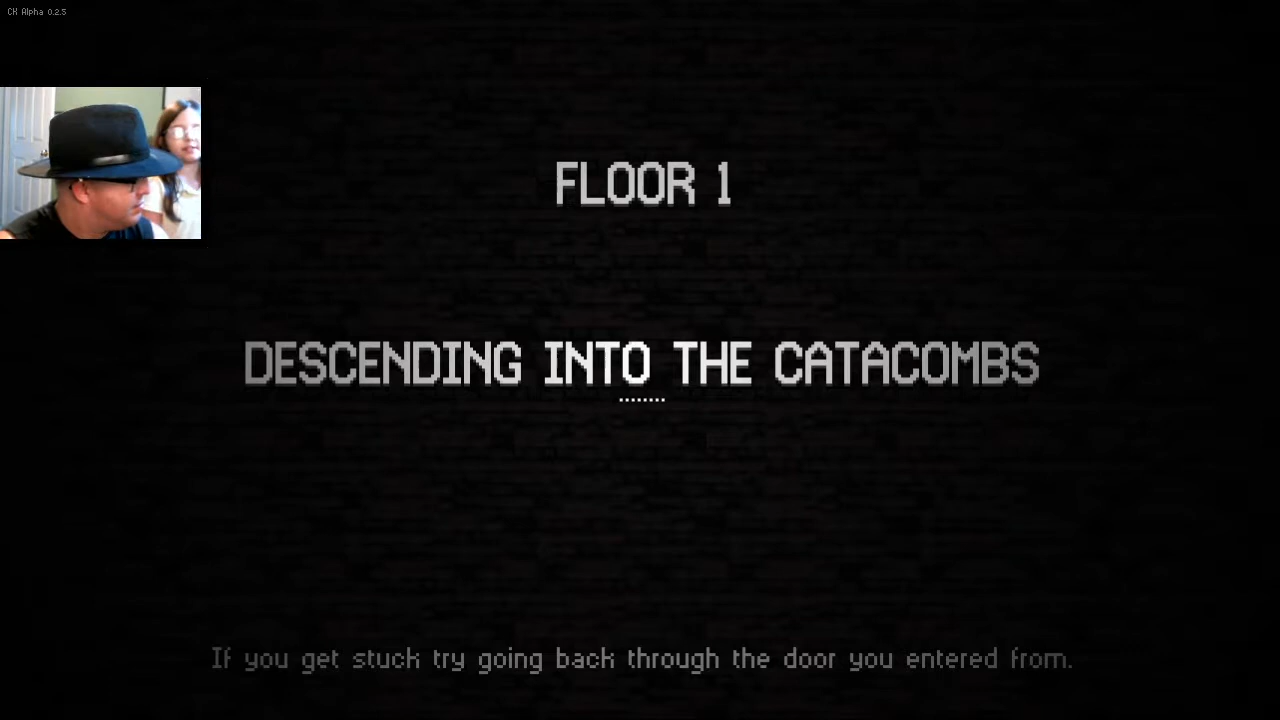 CK Alpha 0.2.5
FLOOR 1
DESCENDING INTO THE CATACOMBS
........
If you get stuck try going back through the door you entered from.